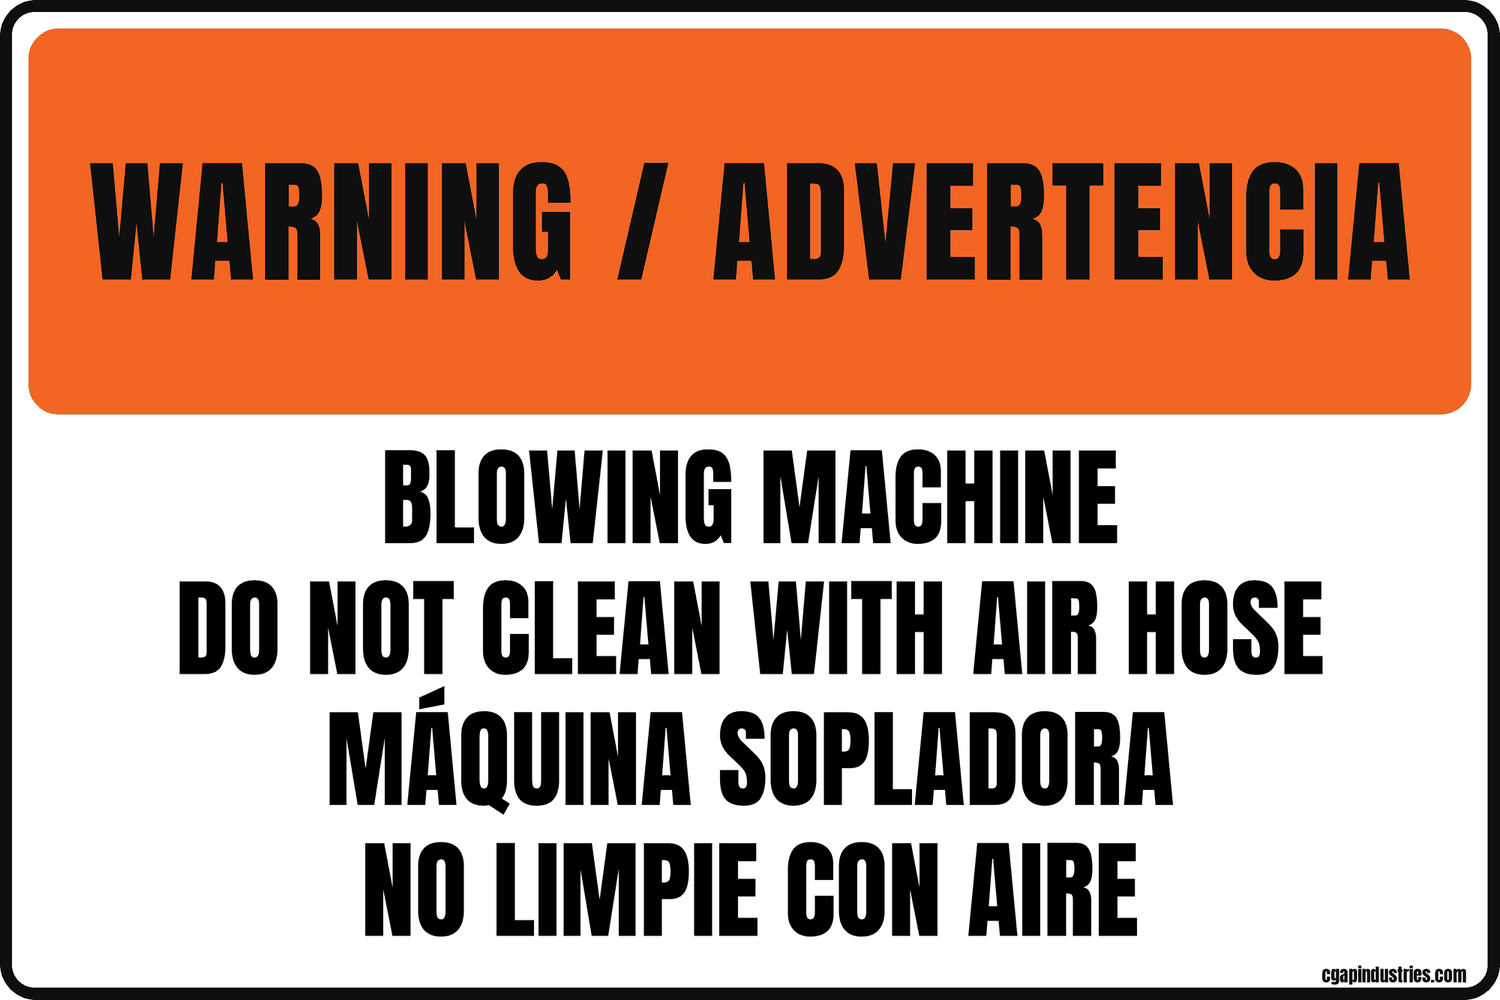 WARNING / ADVERTENCIA
BLOWING MACHINE
DO NOT CLEAN WITH AIR HOSE
MÁQUINA SOPLADORA
NO LIMPIE CON AIRE
cgapindustries.com